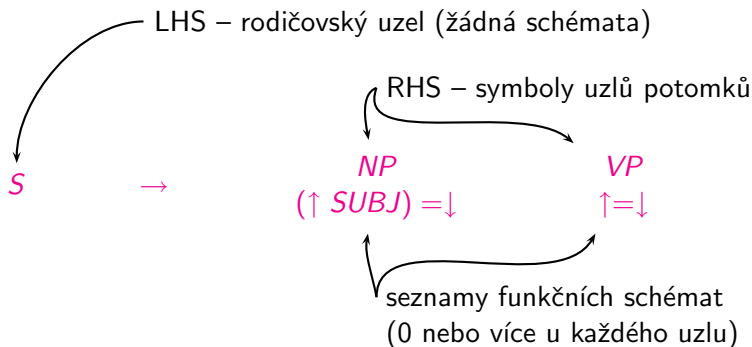 LHS – rodičovský uzel (žádná schémata)
RHS – symboly uzlů potomků
S → NP VP
(↑ SUBJ) =↓ ↑=↓
seznamy funkčních schémat
(0 nebo více u každého uzlu)